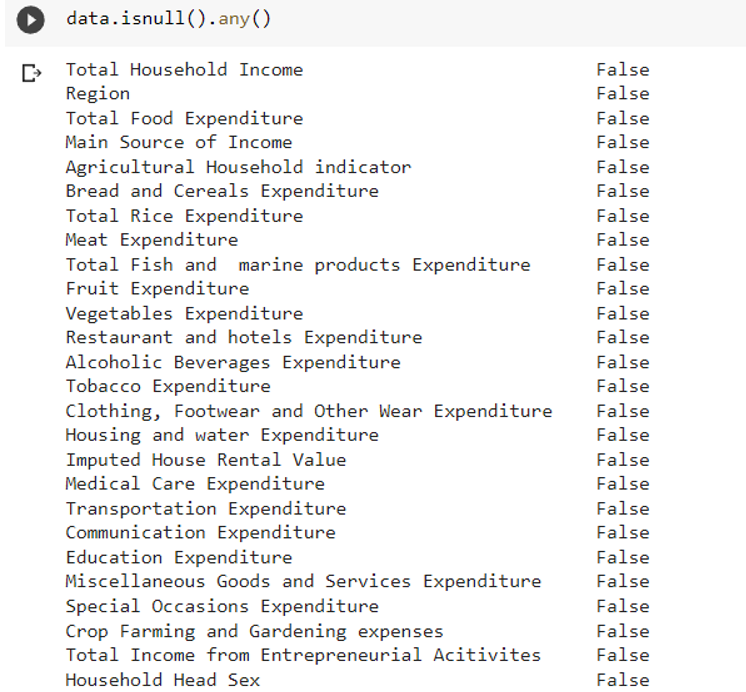 data.isnull().any()
Total Household Income False
Region False
Total Food Expenditure False
Main Source of Income False
Agricultural Household indicator False
Bread and Cereals Expenditure False
Total Rice Expenditure False
Meat Expenditure False
Total Fish and  marine products Expenditure False
Fruit Expenditure False
Vegetables Expenditure False
Restaurant and hotels Expenditure False
Alcoholic Beverages Expenditure False
Tobacco Expenditure False
Clothing, Footwear and Other Wear Expenditure False
Housing and water Expenditure False
Imputed House Rental Value False
Medical Care Expenditure False
Transportation Expenditure False
Communication Expenditure False
Education Expenditure False
Miscellaneous Goods and Services Expenditure False
Special Occasions Expenditure False
Crop Farming and Gardening expenses False
Total Income from Entrepreneurial Acitivites False
Household Head Sex False